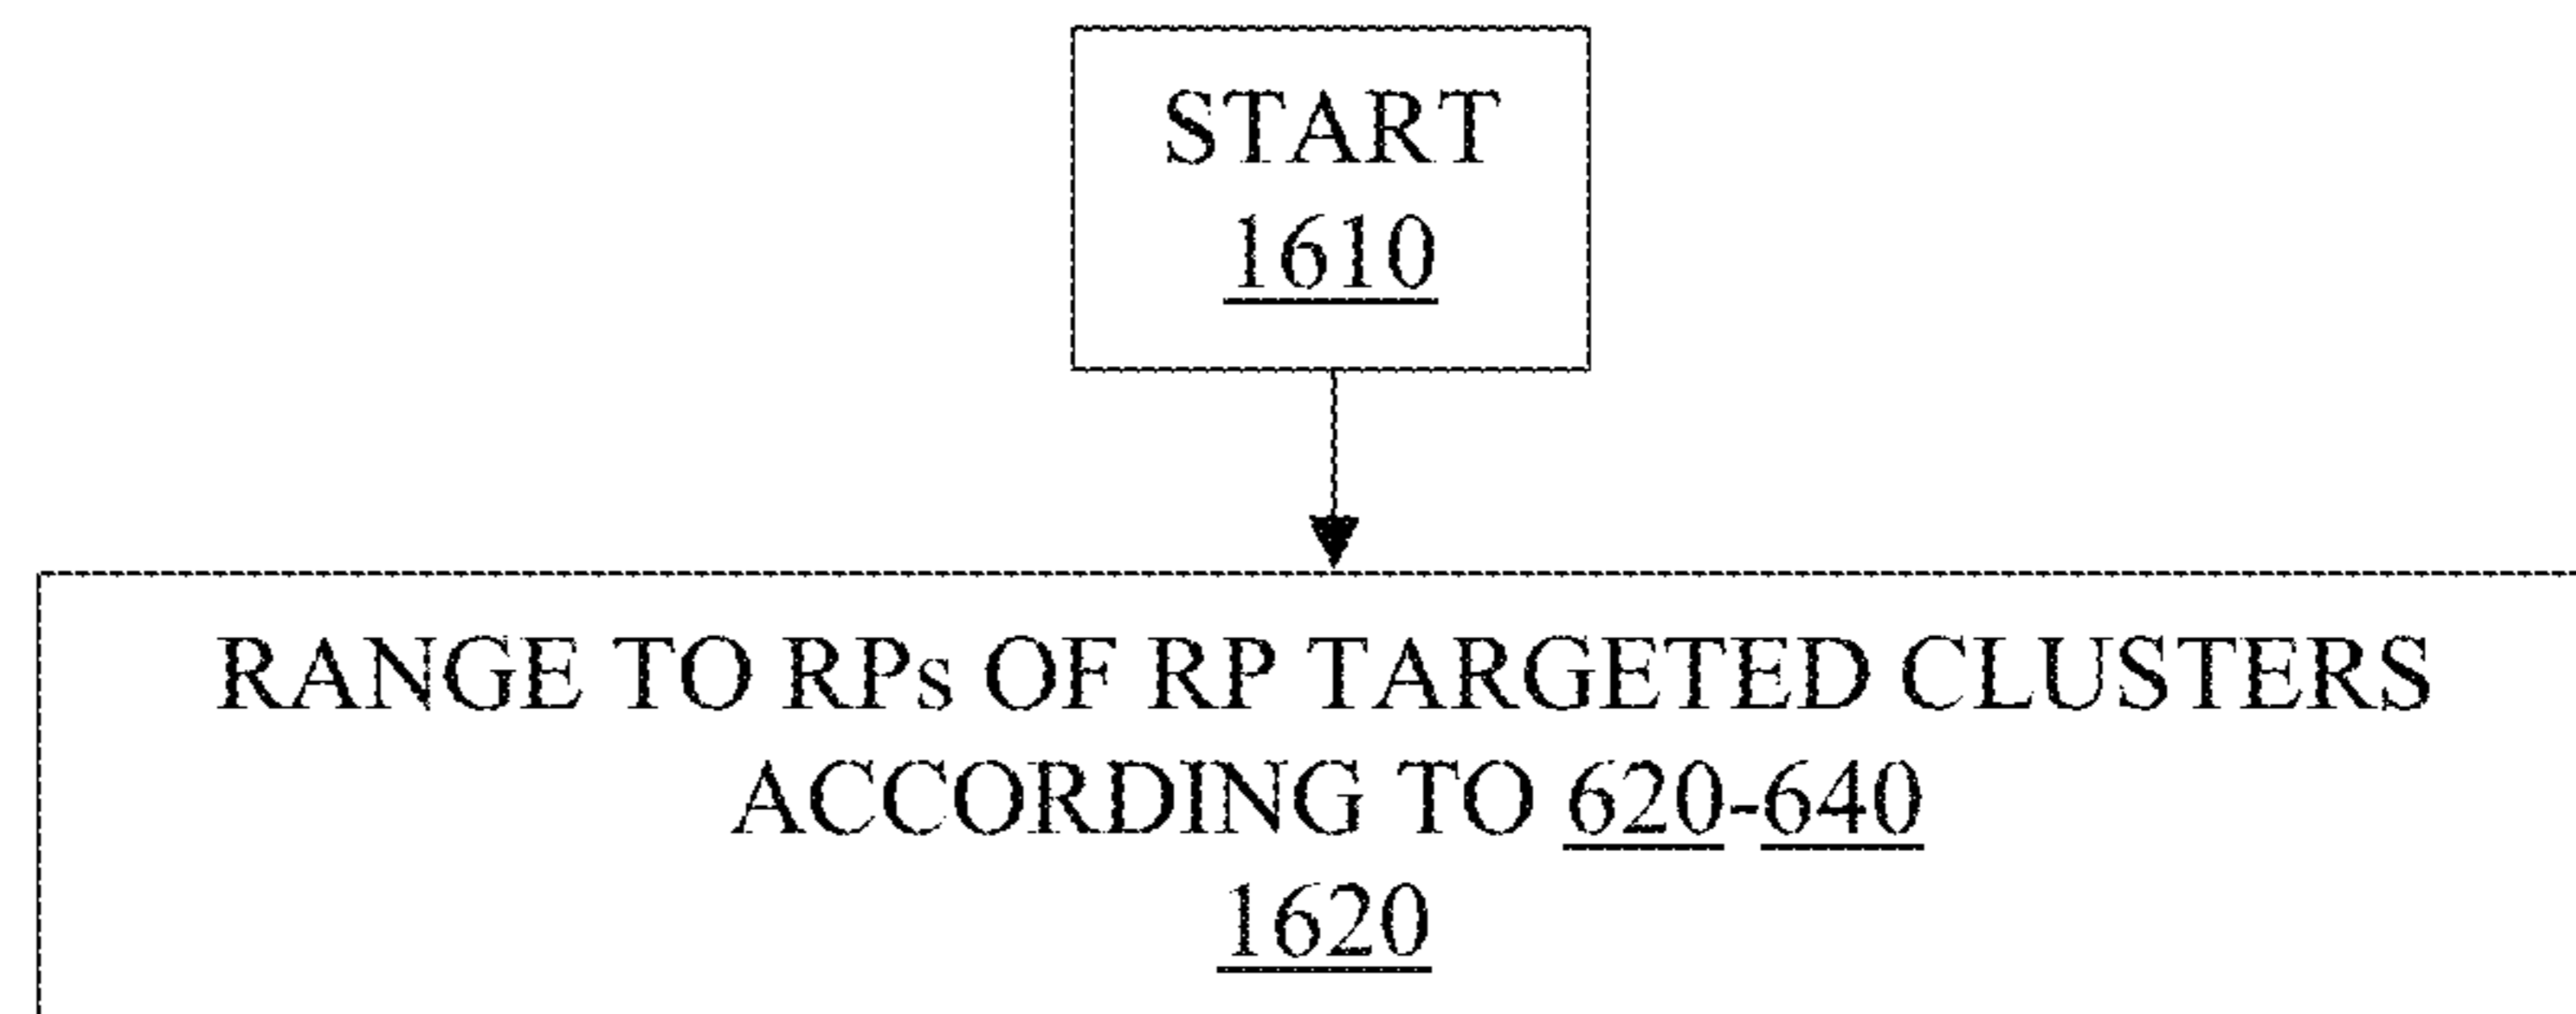 START
1610
RANGE TO RPs OF RP TARGETED CLUSTERS
ACCORDING TO 620-640
1620